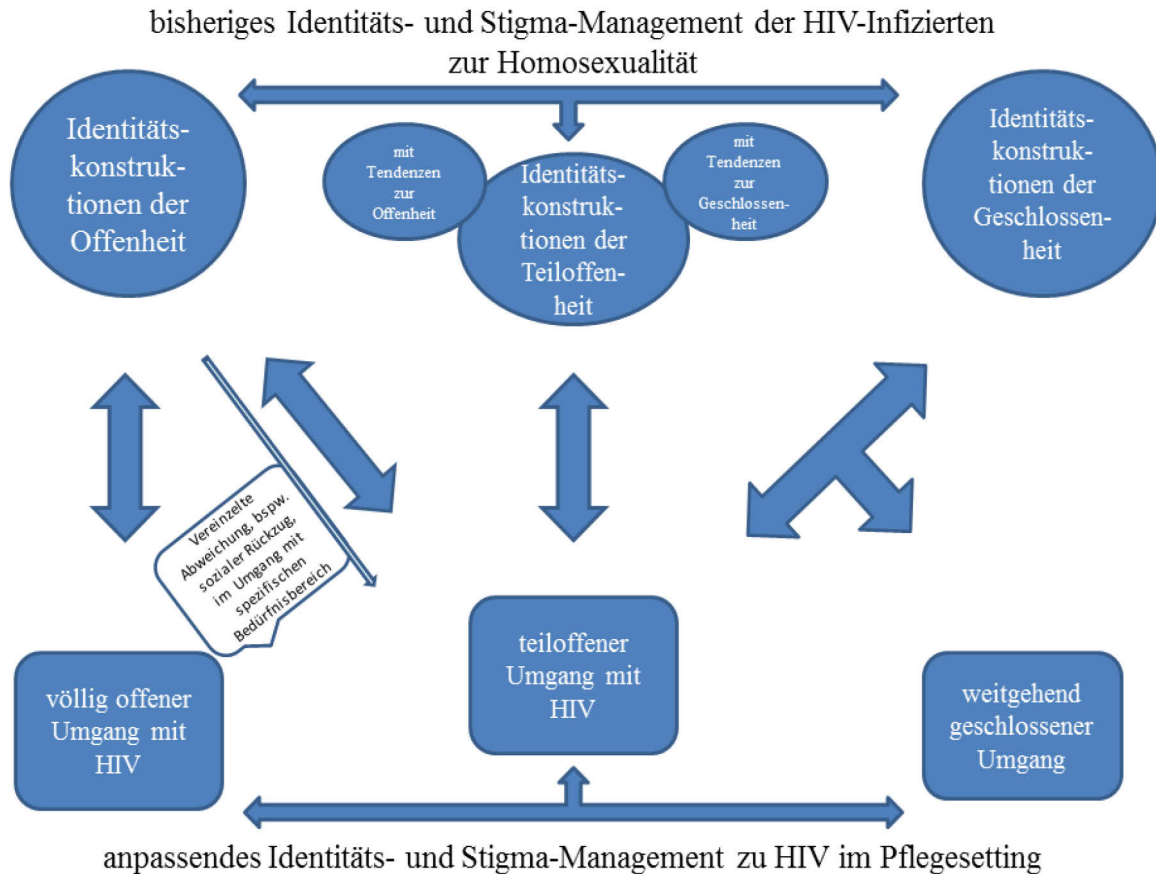 bisheriges Identitäts- und Stigma-Management der HIV-Infizierten
zur Homosexualität
Identitäts-
konstruk-
tionen der
Offenheit
mit
Tendenzen
zur
Offenheit
Identitäts-
konstruk-
tionen der
Teiloffen-
heit
mit
Tendenzen
zur
Geschlossen-
heit
Identitäts-
konstruk-
tionen der
Geschlossen-
heit
Vereinzelte
Abweichung, bspw.
sozialer Rückzug,
im Umgang mit
spezifischen
Bedürfnisbereich
völlig offener
Umgang mit
HIV
teiloffener
Umgang mit
HIV
weitgehend
geschlossener
Umgang
anpassendes Identitäts- und Stigma-Management zu HIV im Pflegesetting